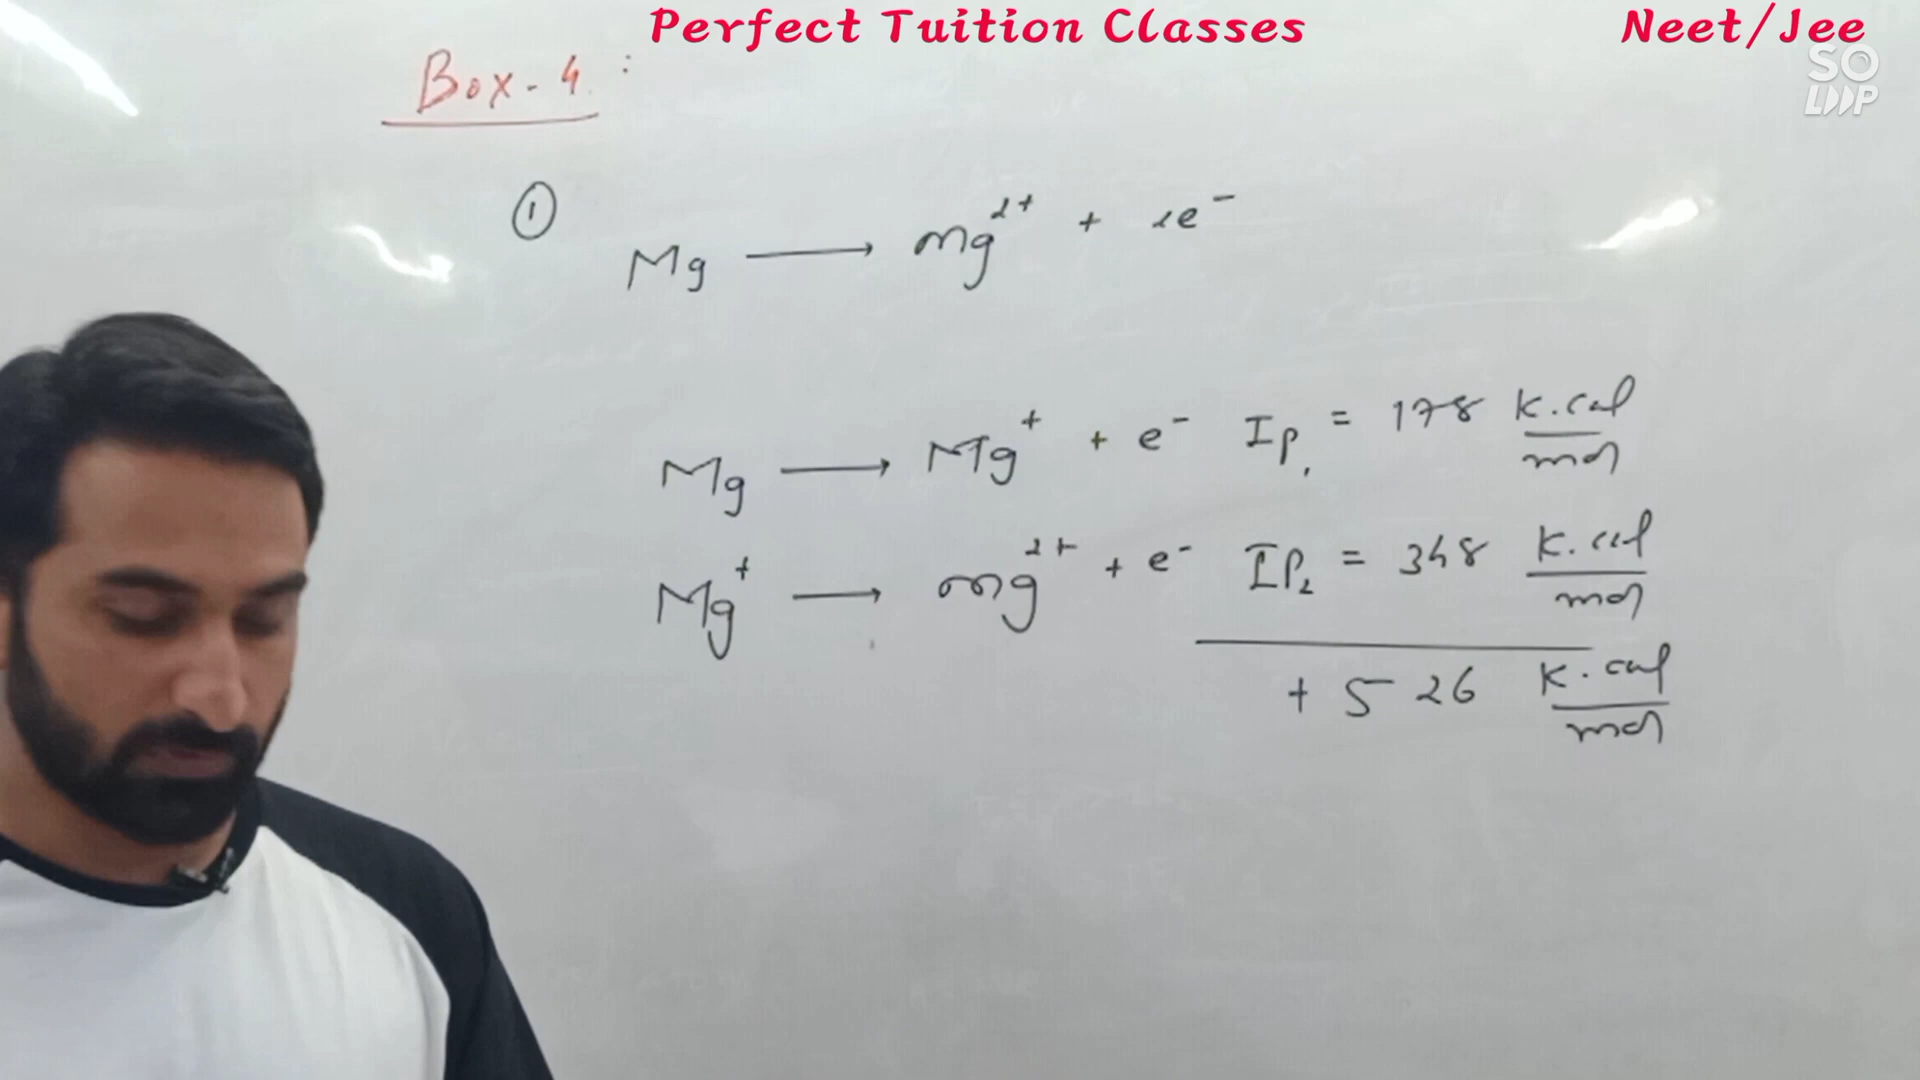 Perfect Tuition Classes Neet/Jee
SO
LOOP
Box-4:
① Mg ⟶ Mg²⁺ + 2e⁻
Mg ⟶ Mg⁺ + e⁻ IP₁ = 178 K.cal/mol
Mg⁺ ⟶ Mg²⁺ + e⁻ IP₂ = 348 K.cal/mol
+ 526 K.cal/mol